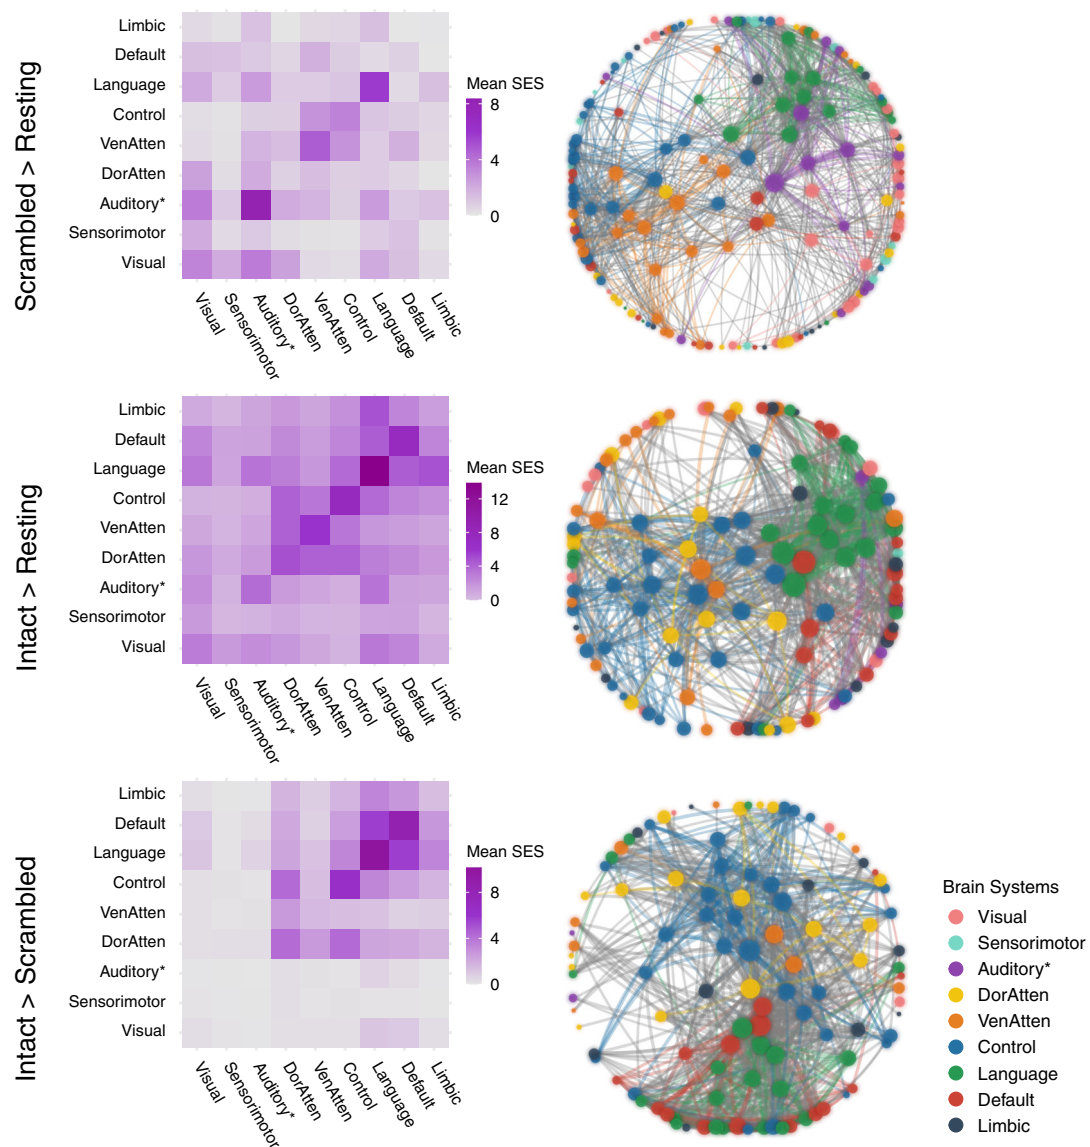 Scrambled > Resting
Limbic
Default
Language
Control
VenAtten
DorAtten
Auditory*
Sensorimotor
Visual
Visual
Sensorimotor
Auditory*
DorAtten
VenAtten
Control
Language
Default
Limbic
Mean SES
8
4
0
Intact > Resting
Limbic
Default
Language
Control
VenAtten
DorAtten
Auditory*
Sensorimotor
Visual
Visual
Sensorimotor
Auditory*
DorAtten
VenAtten
Control
Language
Default
Limbic
Mean SES
12
8
4
0
Intact > Scrambled
Limbic
Default
Language
Control
VenAtten
DorAtten
Auditory*
Sensorimotor
Visual
Visual
Sensorimotor
Auditory*
DorAtten
VenAtten
Control
Language
Default
Limbic
Mean SES
8
4
0
Brain Systems
Visual
Sensorimotor
Auditory*
DorAtten
VenAtten
Control
Language
Default
Limbic